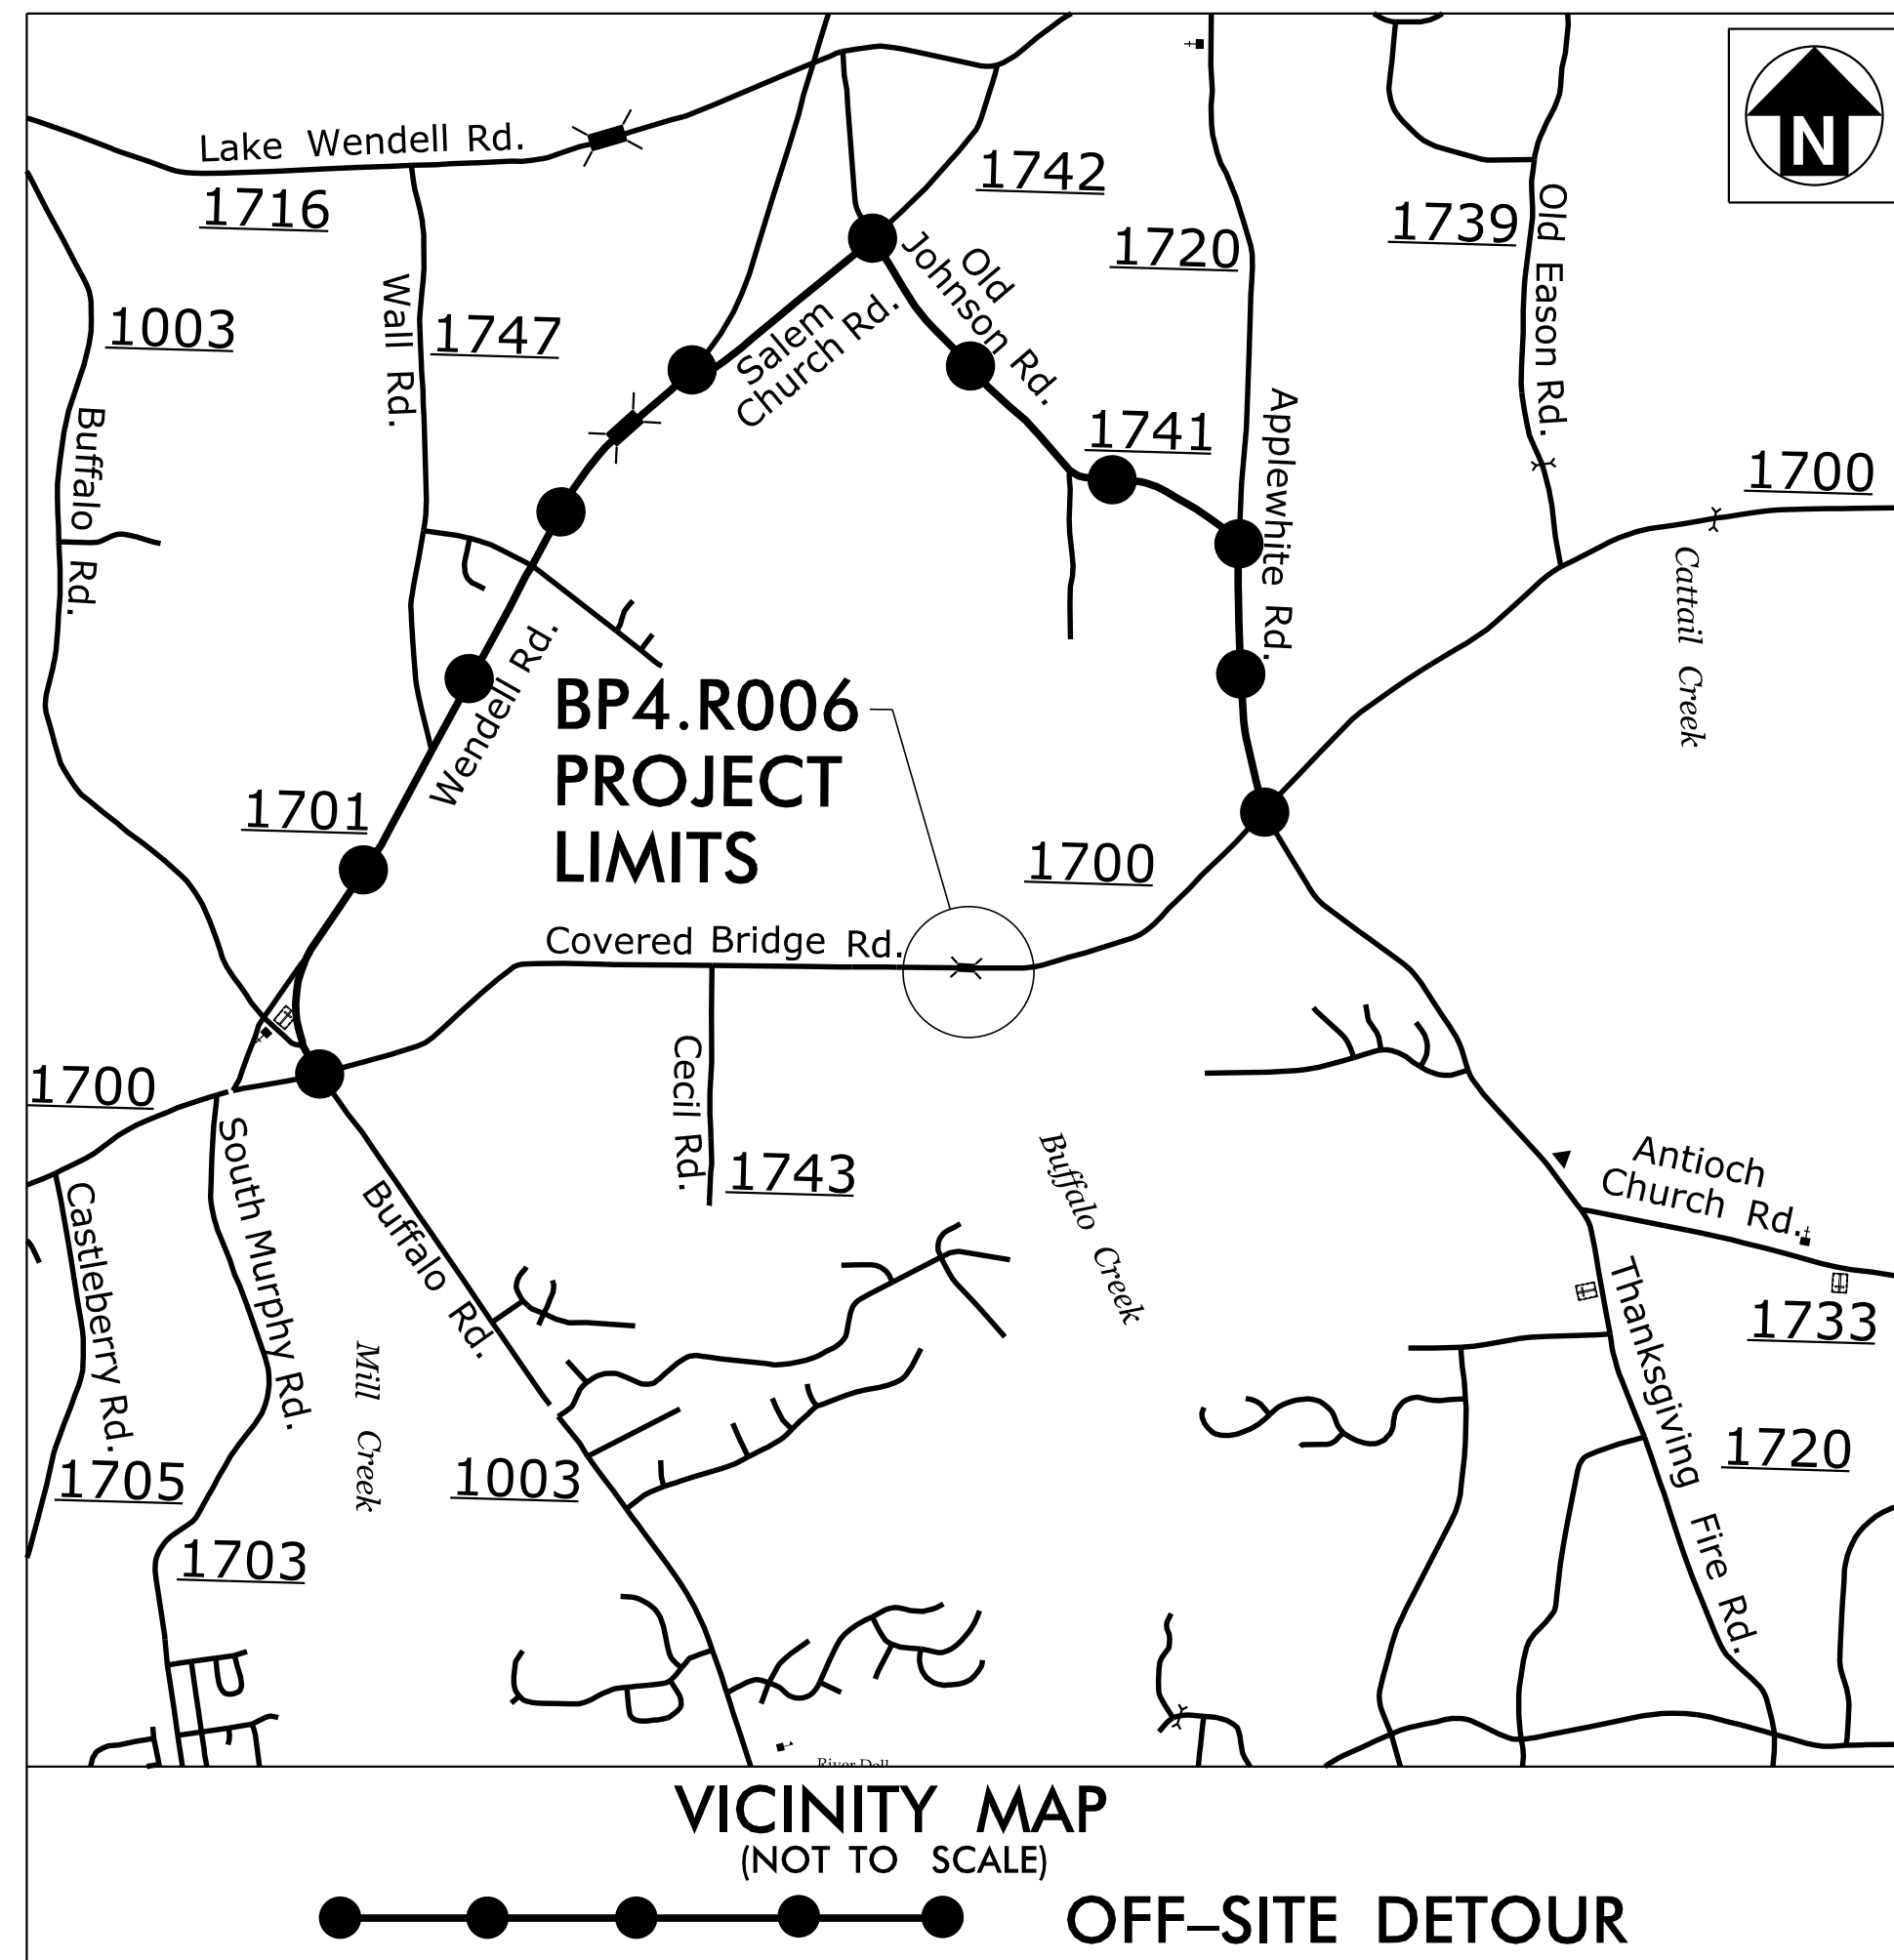 N
Lake Wendell Rd.
1716
1742
1720
1739
Old Eason Rd.
1003
Wall Rd.
1747
Salem
Church Rd.
Old
Johnson Rd.
Buffalo Rd.
1741
Applewhite Rd.
1700
Cattail Creek
Wendell Rd.
BP4.R006
PROJECT
LIMITS
1701
1700
Covered Bridge Rd.
1700
Cecil Rd.
1743
South Murphy Rd.
Castleberry Rd.
Buffalo Rd.
Buffalo Creek
Antioch
Church Rd.
1733
Thanksgiving Fire Rd.
Mill Creek
1705
1003
1720
1703
River Dell
VICINITY MAP
(NOT TO SCALE)
OFF–SITE DETOUR